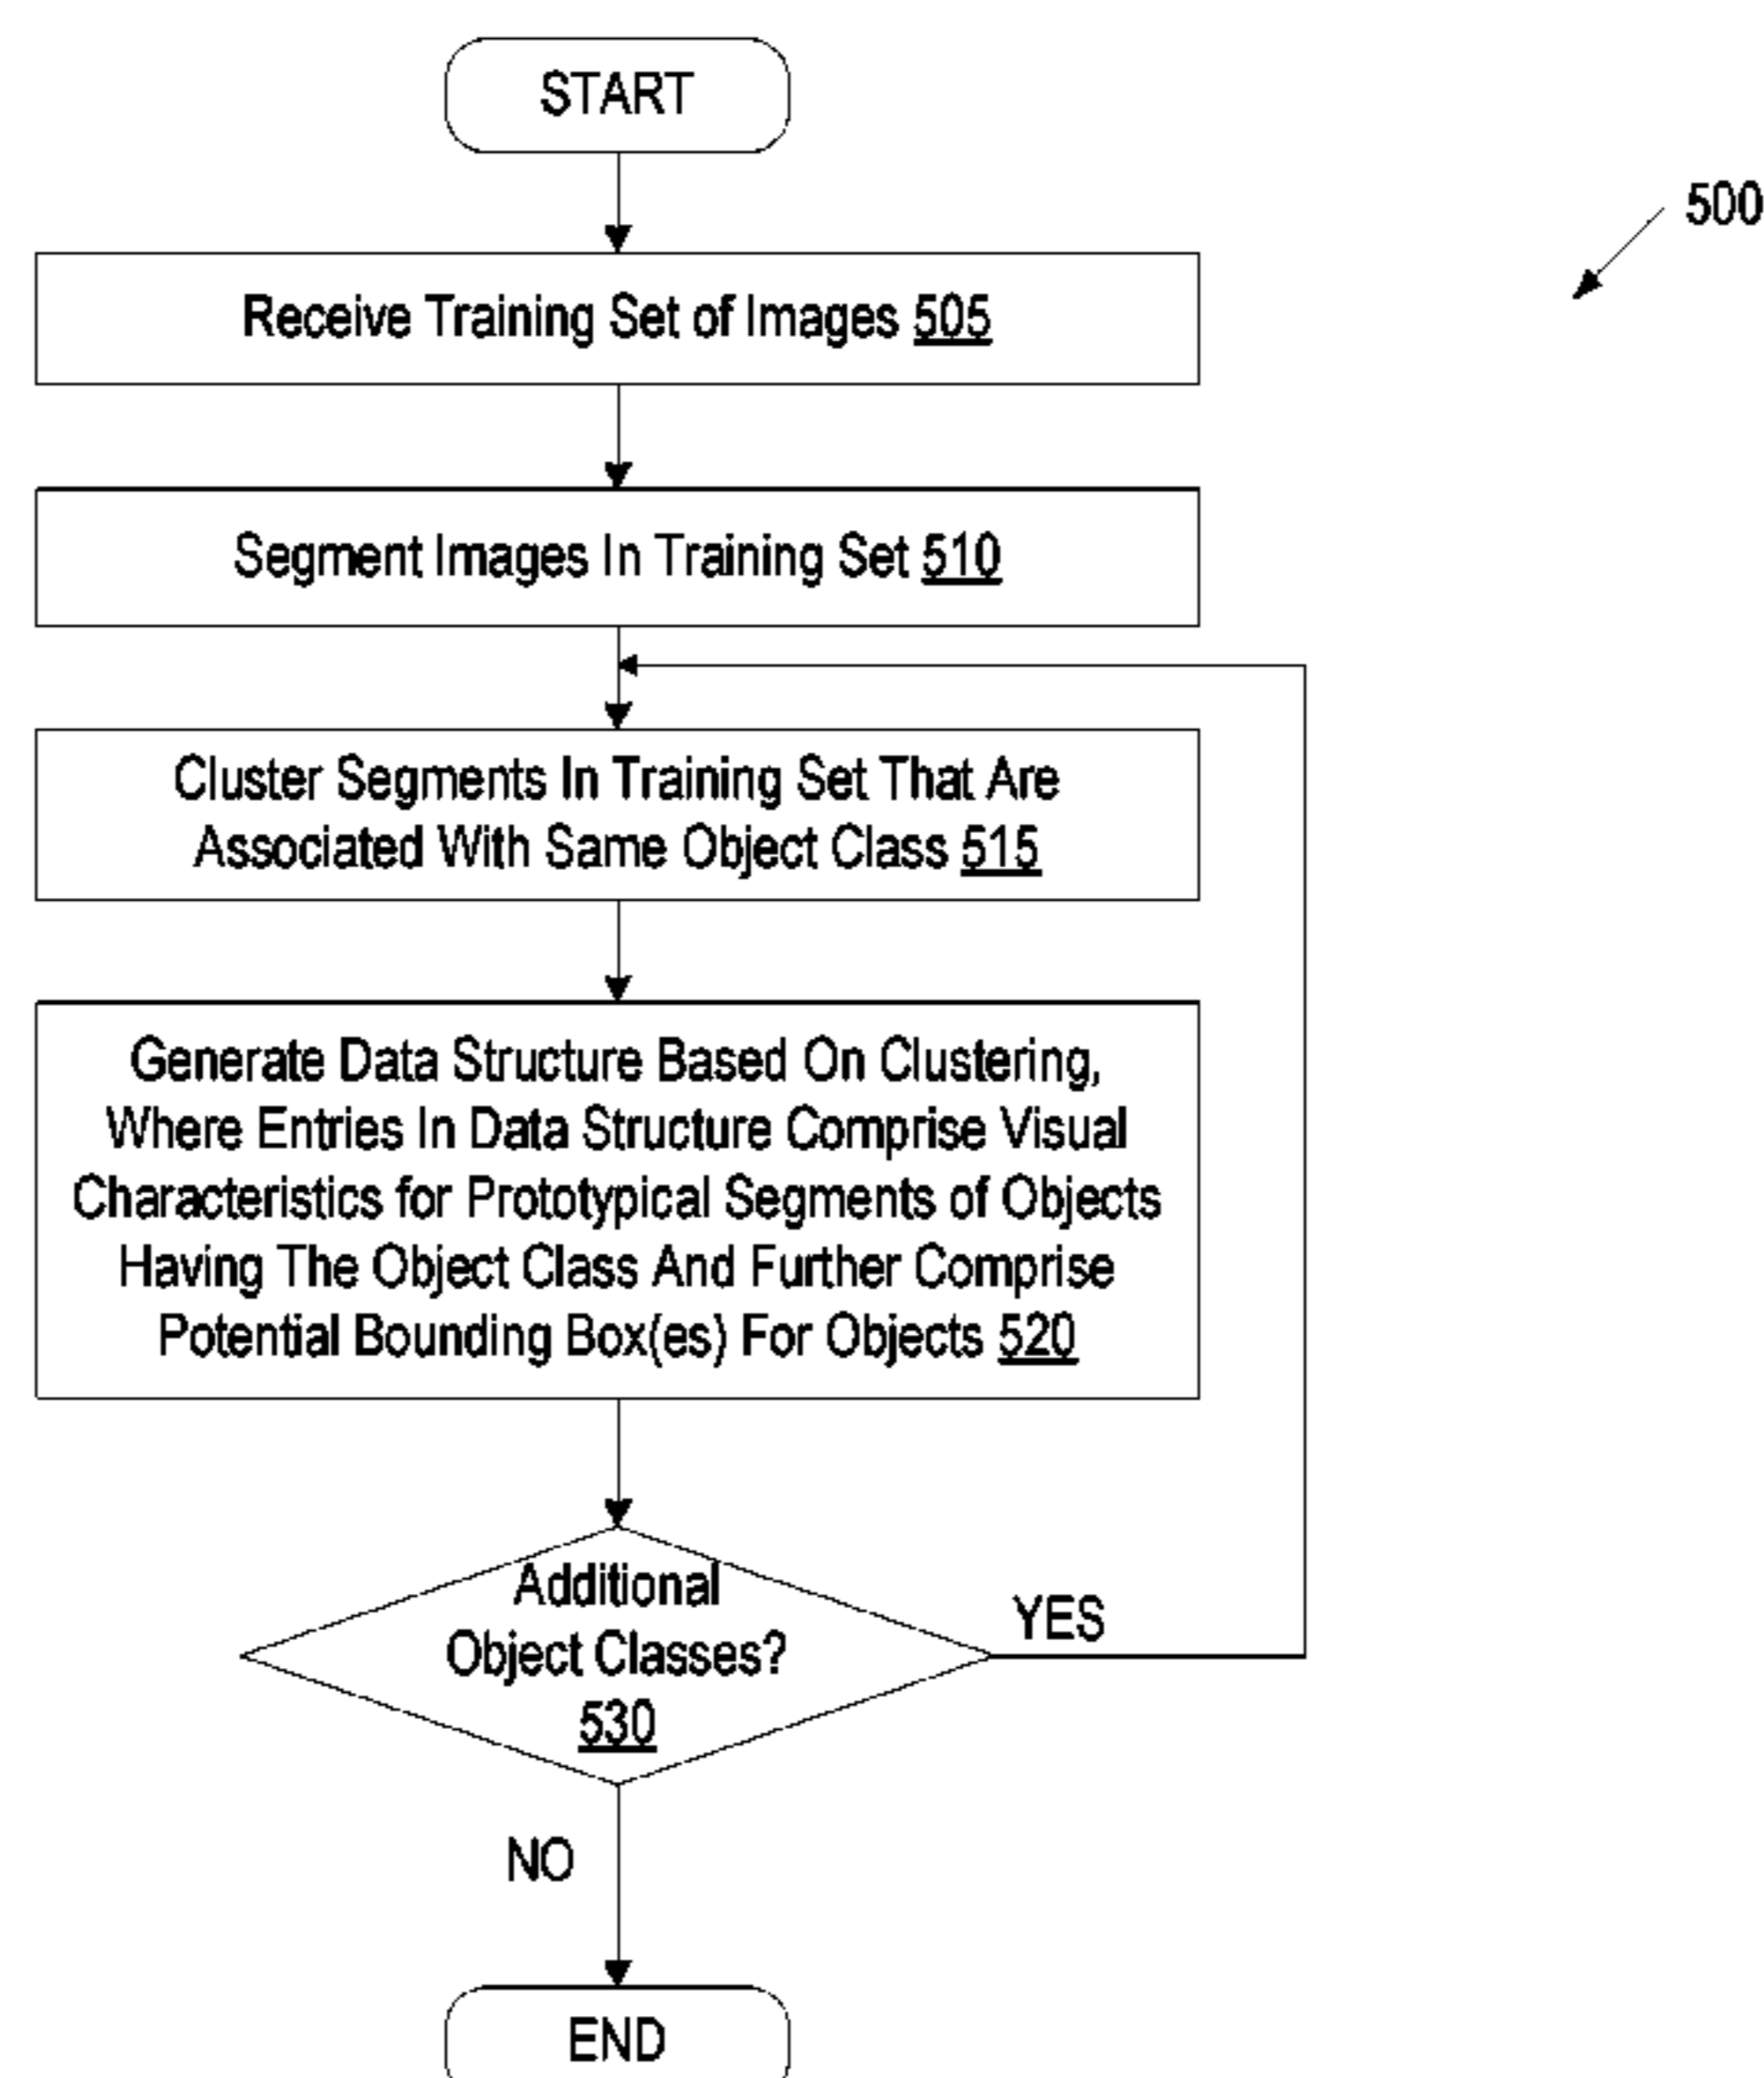 START
500
Receive Training Set of Images 505
Segment Images In Training Set 510
Cluster Segments In Training Set That Are
Associated With Same Object Class 515
Generate Data Structure Based On Clustering,
Where Entries In Data Structure Comprise Visual
Characteristics for Prototypical Segments of Objects
Having The Object Class And Further Comprise
Potential Bounding Box(es) For Objects 520
Additional
Object Classes?
530
YES
NO
END